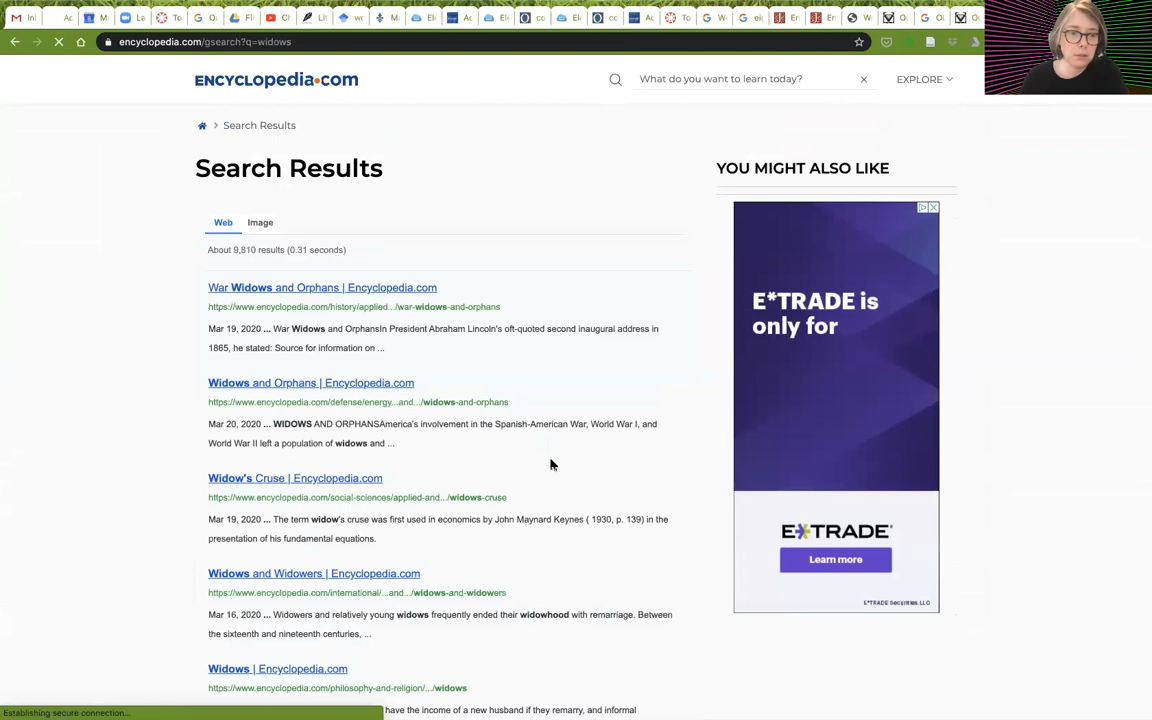 encyclopedia.com/gsearch?q=widows
ENCYCLOPEDIA.com
What do you want to learn today?
EXPLORE
Search Results
Search Results
YOU MIGHT ALSO LIKE
Web Image
About 9,810 results (0.31 seconds)
War Widows and Orphans | Encyclopedia.com
https://www.encyclopedia.com/history/applied.../war-widows-and-orphans
Mar 19, 2020 ... War Widows and OrphansIn President Abraham Lincoln's oft-quoted second inaugural address in
1865, he stated: Source for information on ...
Widows and Orphans | Encyclopedia.com
https://www.encyclopedia.com/defense/energy...and.../widows-and-orphans
Mar 20, 2020 ... WIDOWS AND ORPHANSAmerica's involvement in the Spanish-American War, World War I, and
World War II left a population of widows and ...
Widow's Cruse | Encyclopedia.com
https://www.encyclopedia.com/social-sciences/applied-and.../widows-cruse
Mar 19, 2020 ... The term widow's cruse was first used in economics by John Maynard Keynes ( 1930, p. 139) in the
presentation of his fundamental equations.
Widows and Widowers | Encyclopedia.com
https://www.encyclopedia.com/international/...and.../widows-and-widowers
Mar 16, 2020 ... Widowers and relatively young widows frequently ended their widowhood with remarriage. Between
the sixteenth and nineteenth centuries, ...
Widows | Encyclopedia.com
https://www.encyclopedia.com/philosophy-and-religion/.../widows
have the income of a new husband if they remarry, and informal
Establishing secure connection...
E*TRADE is
only for
E*TRADE
Learn more
E*TRADE Securities LLC